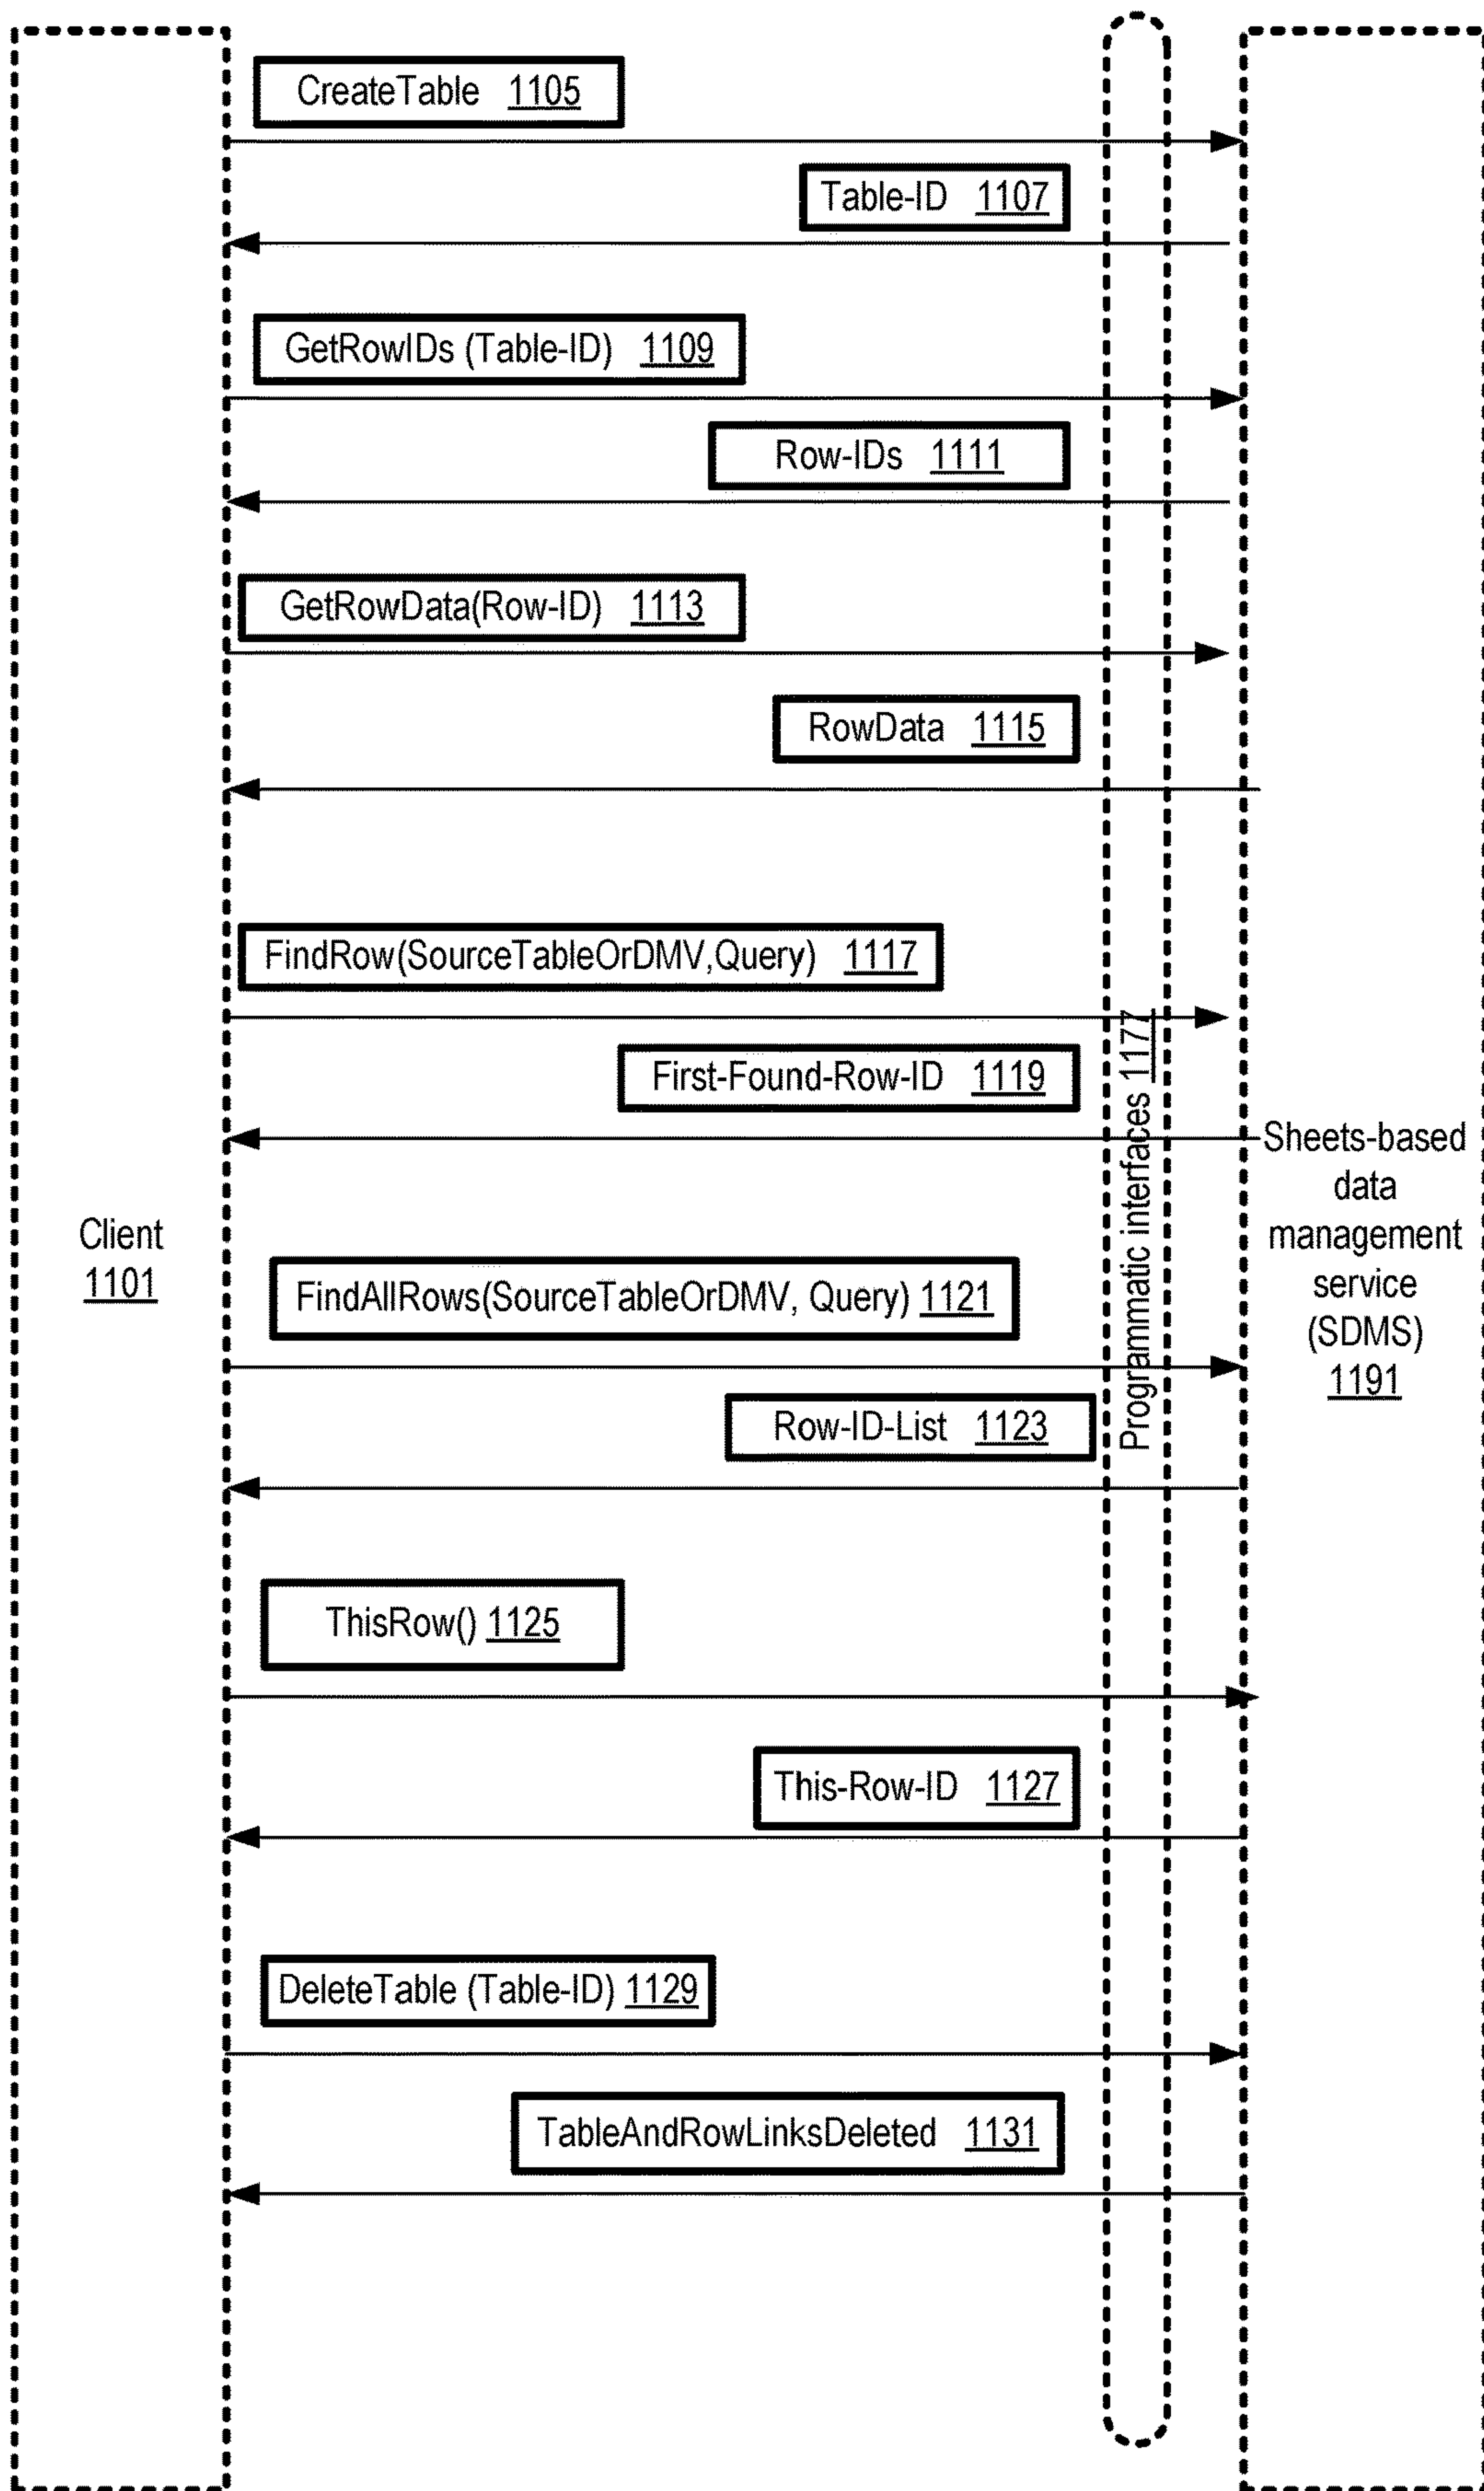 CreateTable 1105
Table-ID 1107
GetRowIDs (Table-ID) 1109
Row-IDs 1111
GetRowData(Row-ID) 1113
RowData 1115
FindRow(SourceTableOrDMV,Query) 1117
First-Found-Row-ID 1119
Programmatic interfaces 1177
Client
1101
Sheets-based
data
management
service
(SDMS)
1191
FindAllRows(SourceTableOrDMV, Query) 1121
Row-ID-List 1123
ThisRow() 1125
This-Row-ID 1127
DeleteTable (Table-ID) 1129
TableAndRowLinksDeleted 1131